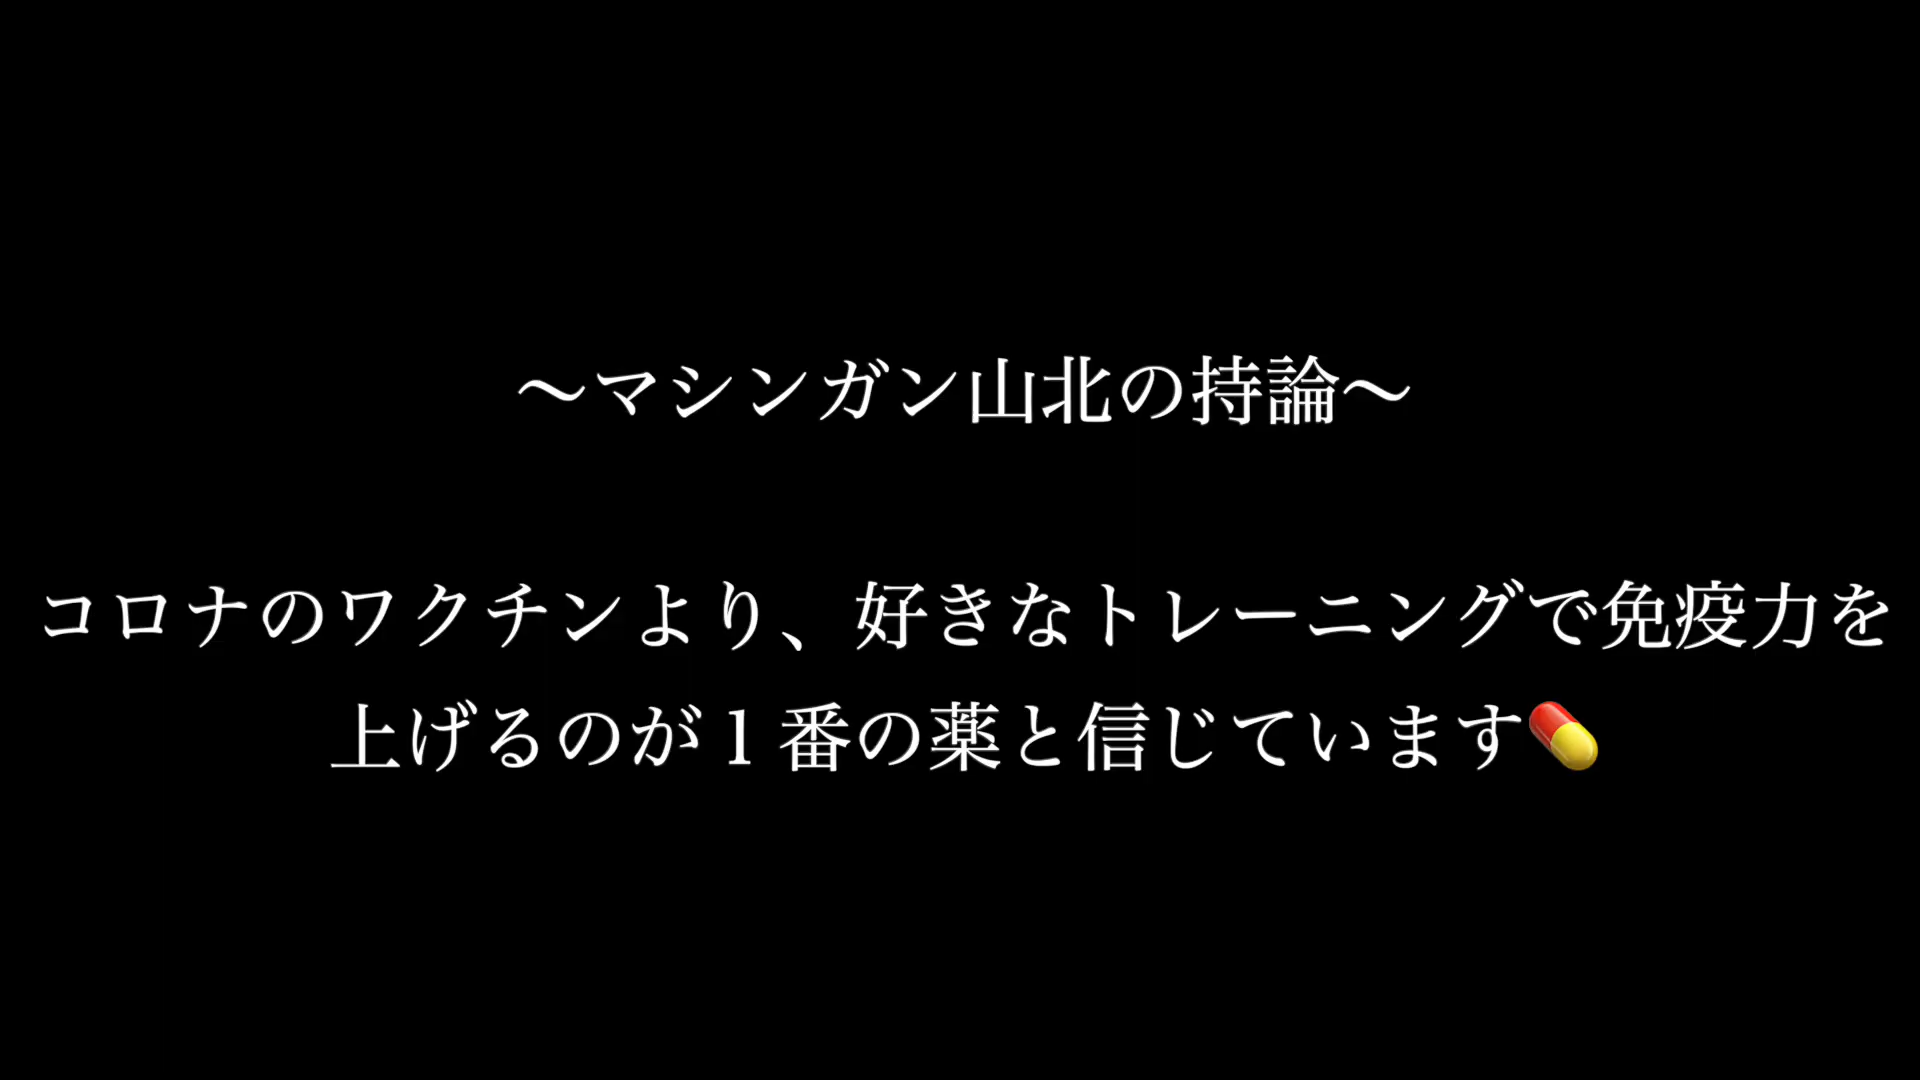 〜マシンガン山北の持論〜
コロナのワクチンより、好きなトレーニングで免疫力を
上げるのが１番の薬と信じています💊